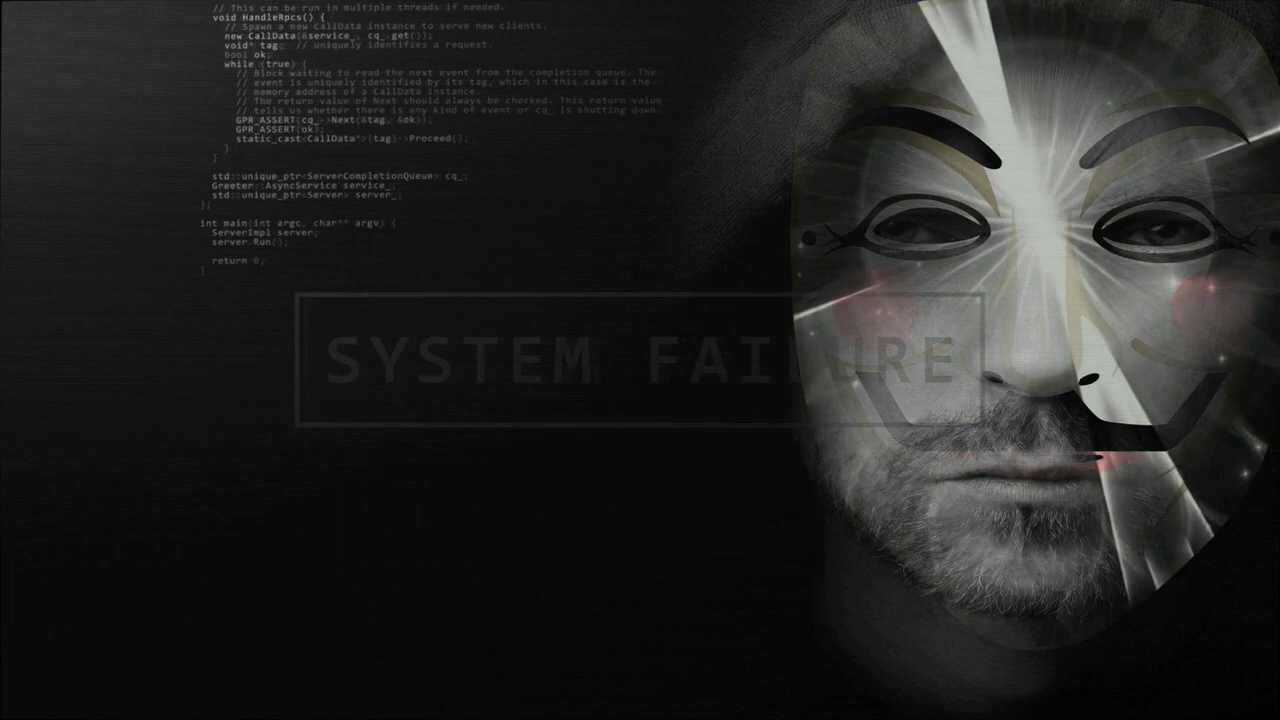 // This can be run in multiple threads if needed.
void HandleRpcs() {
// Spawn a new CallData instance to serve new clients.
new CallData(&service_, cq_.get());
void* tag; // uniquely identifies a request.
bool ok;
while (true) {
// Block waiting to read the next event from the completion queue. The
// event is uniquely identified by its tag, which in this case is the
// memory address of a CallData instance.
// The return value of Next should always be checked. This return value
// tells us whether there is any kind of event or cq_ is shutting down.
GPR_ASSERT(cq_->Next(&tag, &ok));
GPR_ASSERT(ok);
static_cast<CallData*>(tag)->Proceed();
}
}
std::unique_ptr<ServerCompletionQueue> cq_;
Greeter::AsyncService service_;
std::unique_ptr<Server> server_;
};
int main(int argc, char** argv) {
ServerImpl server;
server.Run();
return 0;
}
SYSTEM FAILURE